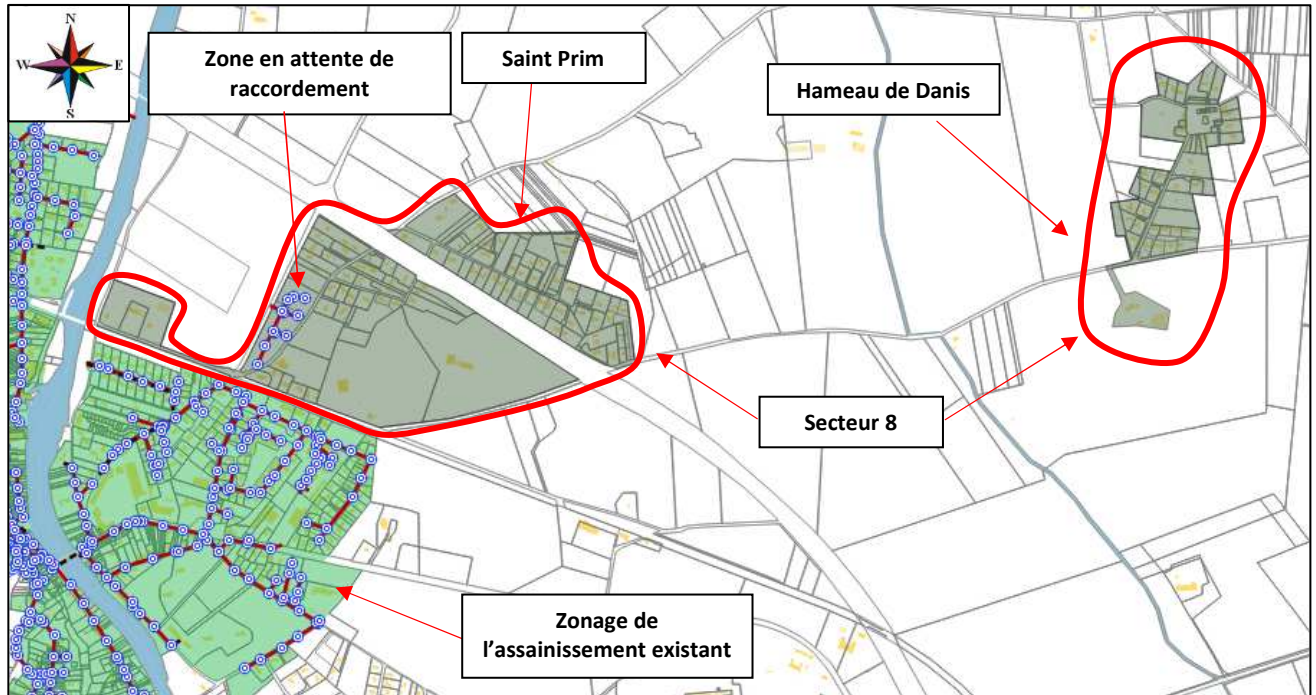 N
W E
S
Zone en attente de
raccordement
Saint Prim
Hameau de Danis
Secteur 8
Zonage de
l'assainissement existant